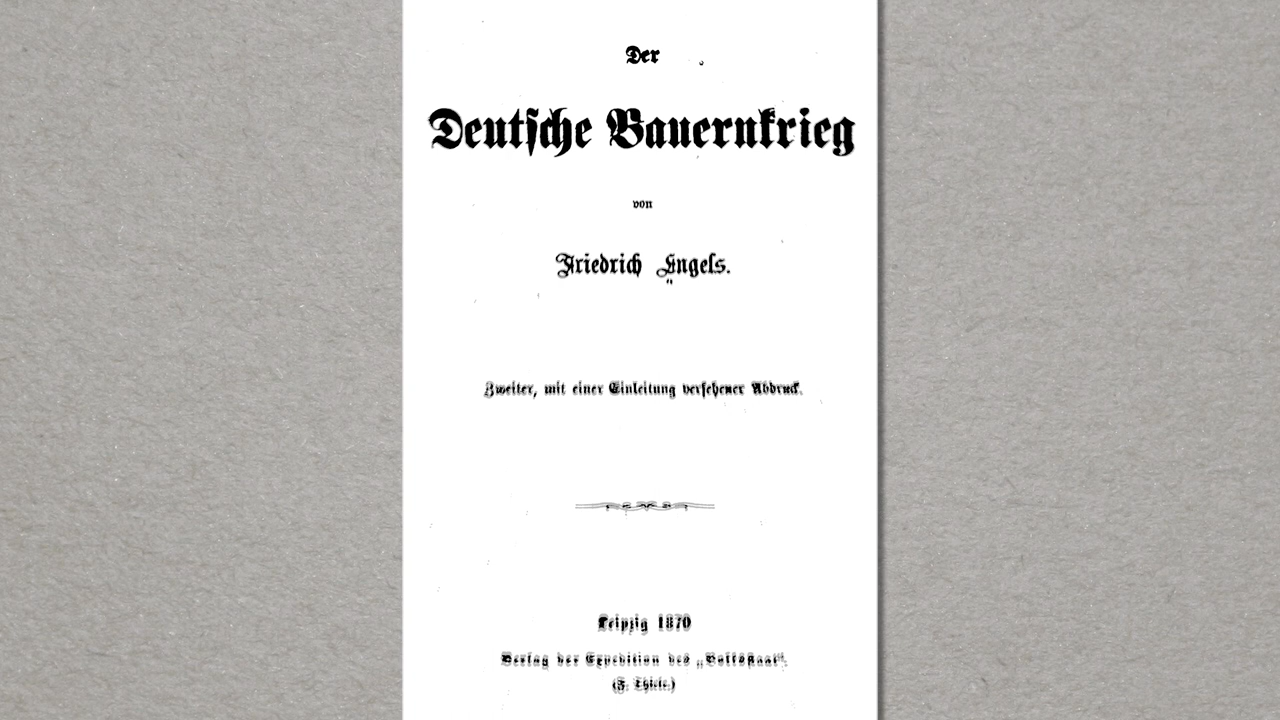 Der
Deutsche Bauernkrieg
von
Friedrich Engels.
Zweiter, mit einer Einleitung versehener Abdruck.
Leipzig 1870
Verlag der Expedition des „Volksstaat“.
(F. Thiele.)